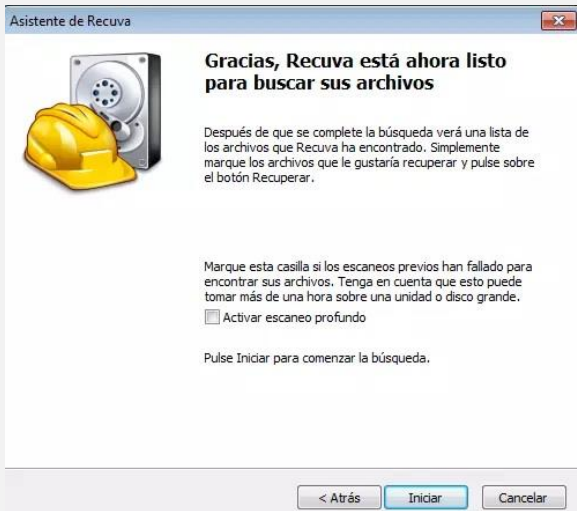 Asistente de Recuva
Gracias, Recuva está ahora listo
para buscar sus archivos
Después de que se complete la búsqueda verá una lista de
los archivos que Recuva ha encontrado. Simplemente
marque los archivos que le gustaría recuperar y pulse sobre
el botón Recuperar.
Marque esta casilla si los escaneos previos han fallado para
encontrar sus archivos. Tenga en cuenta que esto puede
tomar más de una hora sobre una unidad o disco grande.
Activar escaneo profundo
Pulse Iniciar para comenzar la búsqueda.
< Atrás Iniciar Cancelar